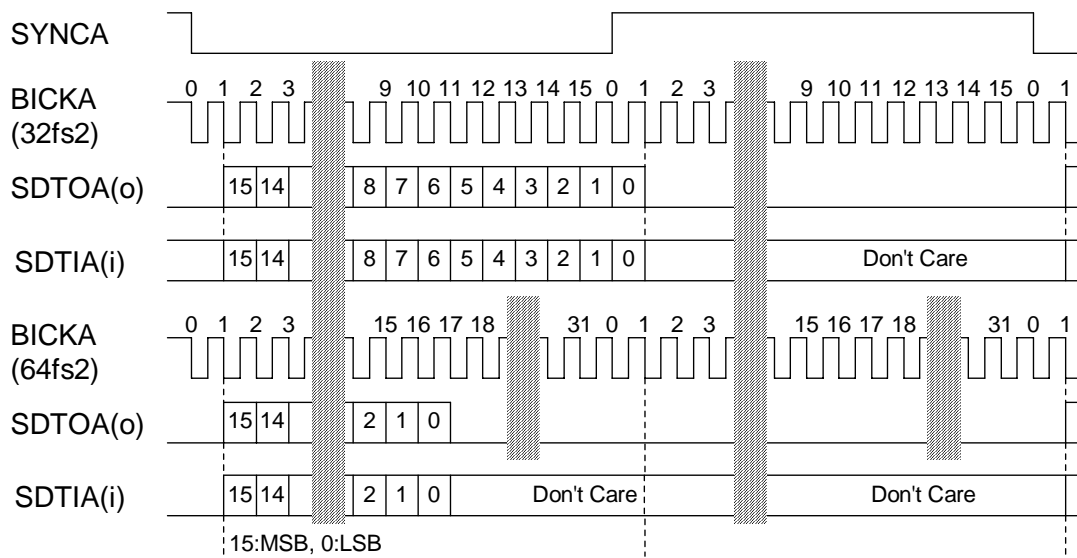 SYNCA
0 1 2 3 9 10 11 12 13 14 15 0 1 2 3 9 10 11 12 13 14 15 0 1
BICKA
(32fs2)
SDTOA(o) 15 14 8 7 6 5 4 3 2 1 0
SDTIA(i) 15 14 8 7 6 5 4 3 2 1 0 Don't Care
0 1 2 3 15 16 17 18 31 0 1 2 3 15 16 17 18 31 0 1
BICKA
(64fs2)
SDTOA(o) 15 14 2 1 0
SDTIA(i) 15 14 2 1 0 Don't Care Don't Care
15:MSB, 0:LSB